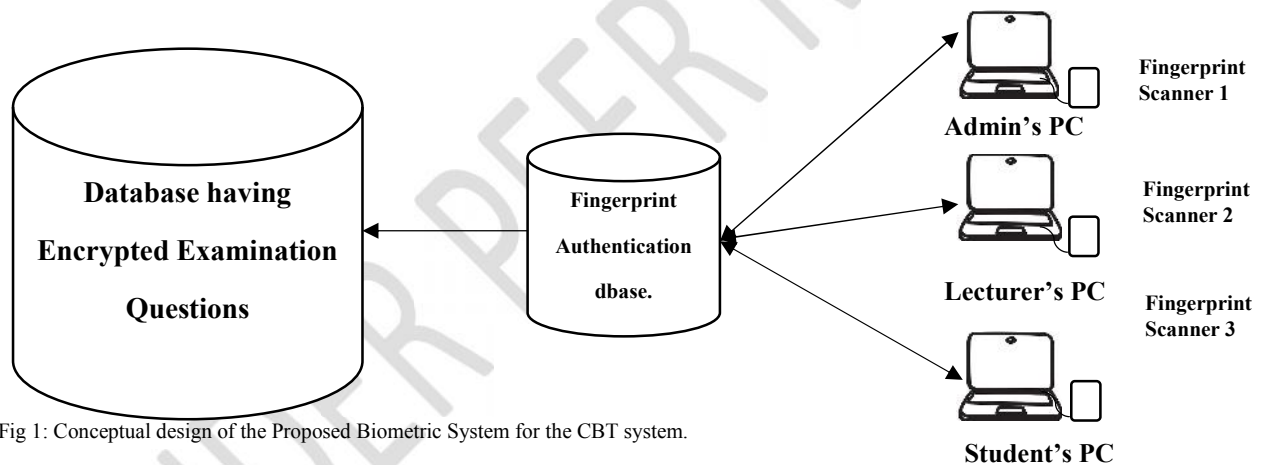 Database having
Encrypted Examination
Questions
Fingerprint
Authentication
dbase.
Fingerprint
Scanner 1
Admin’s PC
Fingerprint
Scanner 2
Lecturer’s PC
Fingerprint
Scanner 3
Student’s PC
Fig 1: Conceptual design of the Proposed Biometric System for the CBT system.